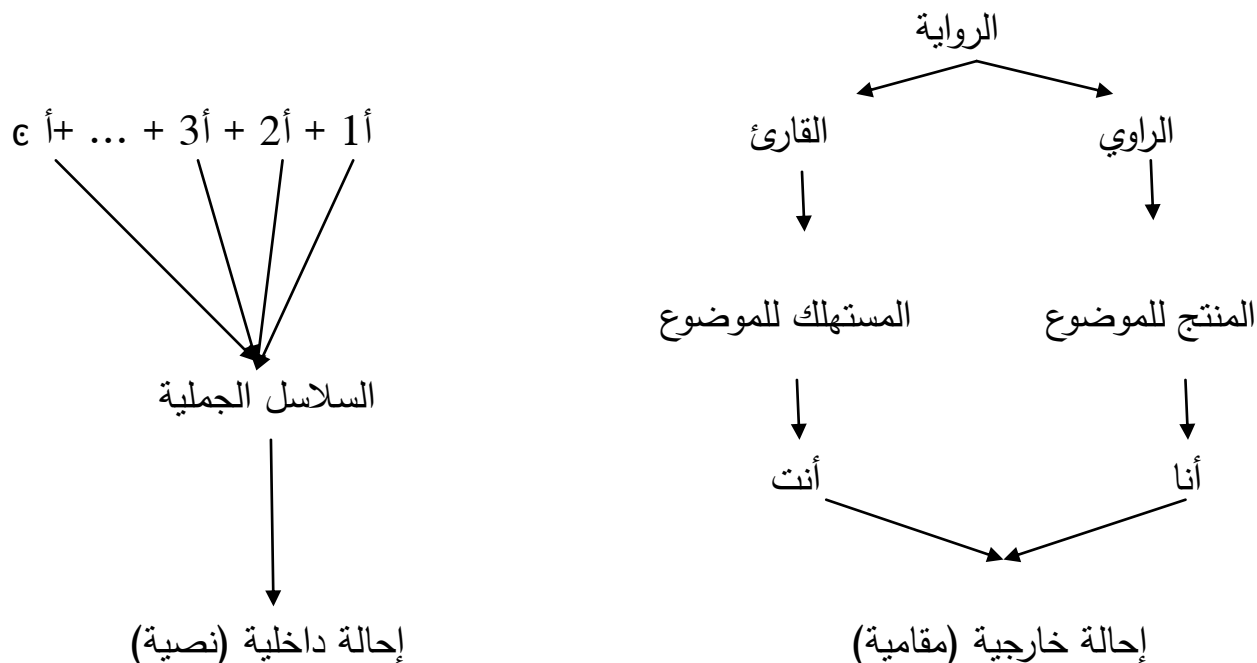 الرواية
الراوي
القارئ
المنتج للموضوع
المستهلك للموضوع
أنا
أنت
إحالة خارجية (مقامية)
أ1 + أ2 + أ3 + ... +أ
السلاسل الجملية
إحالة داخلية (نصية)